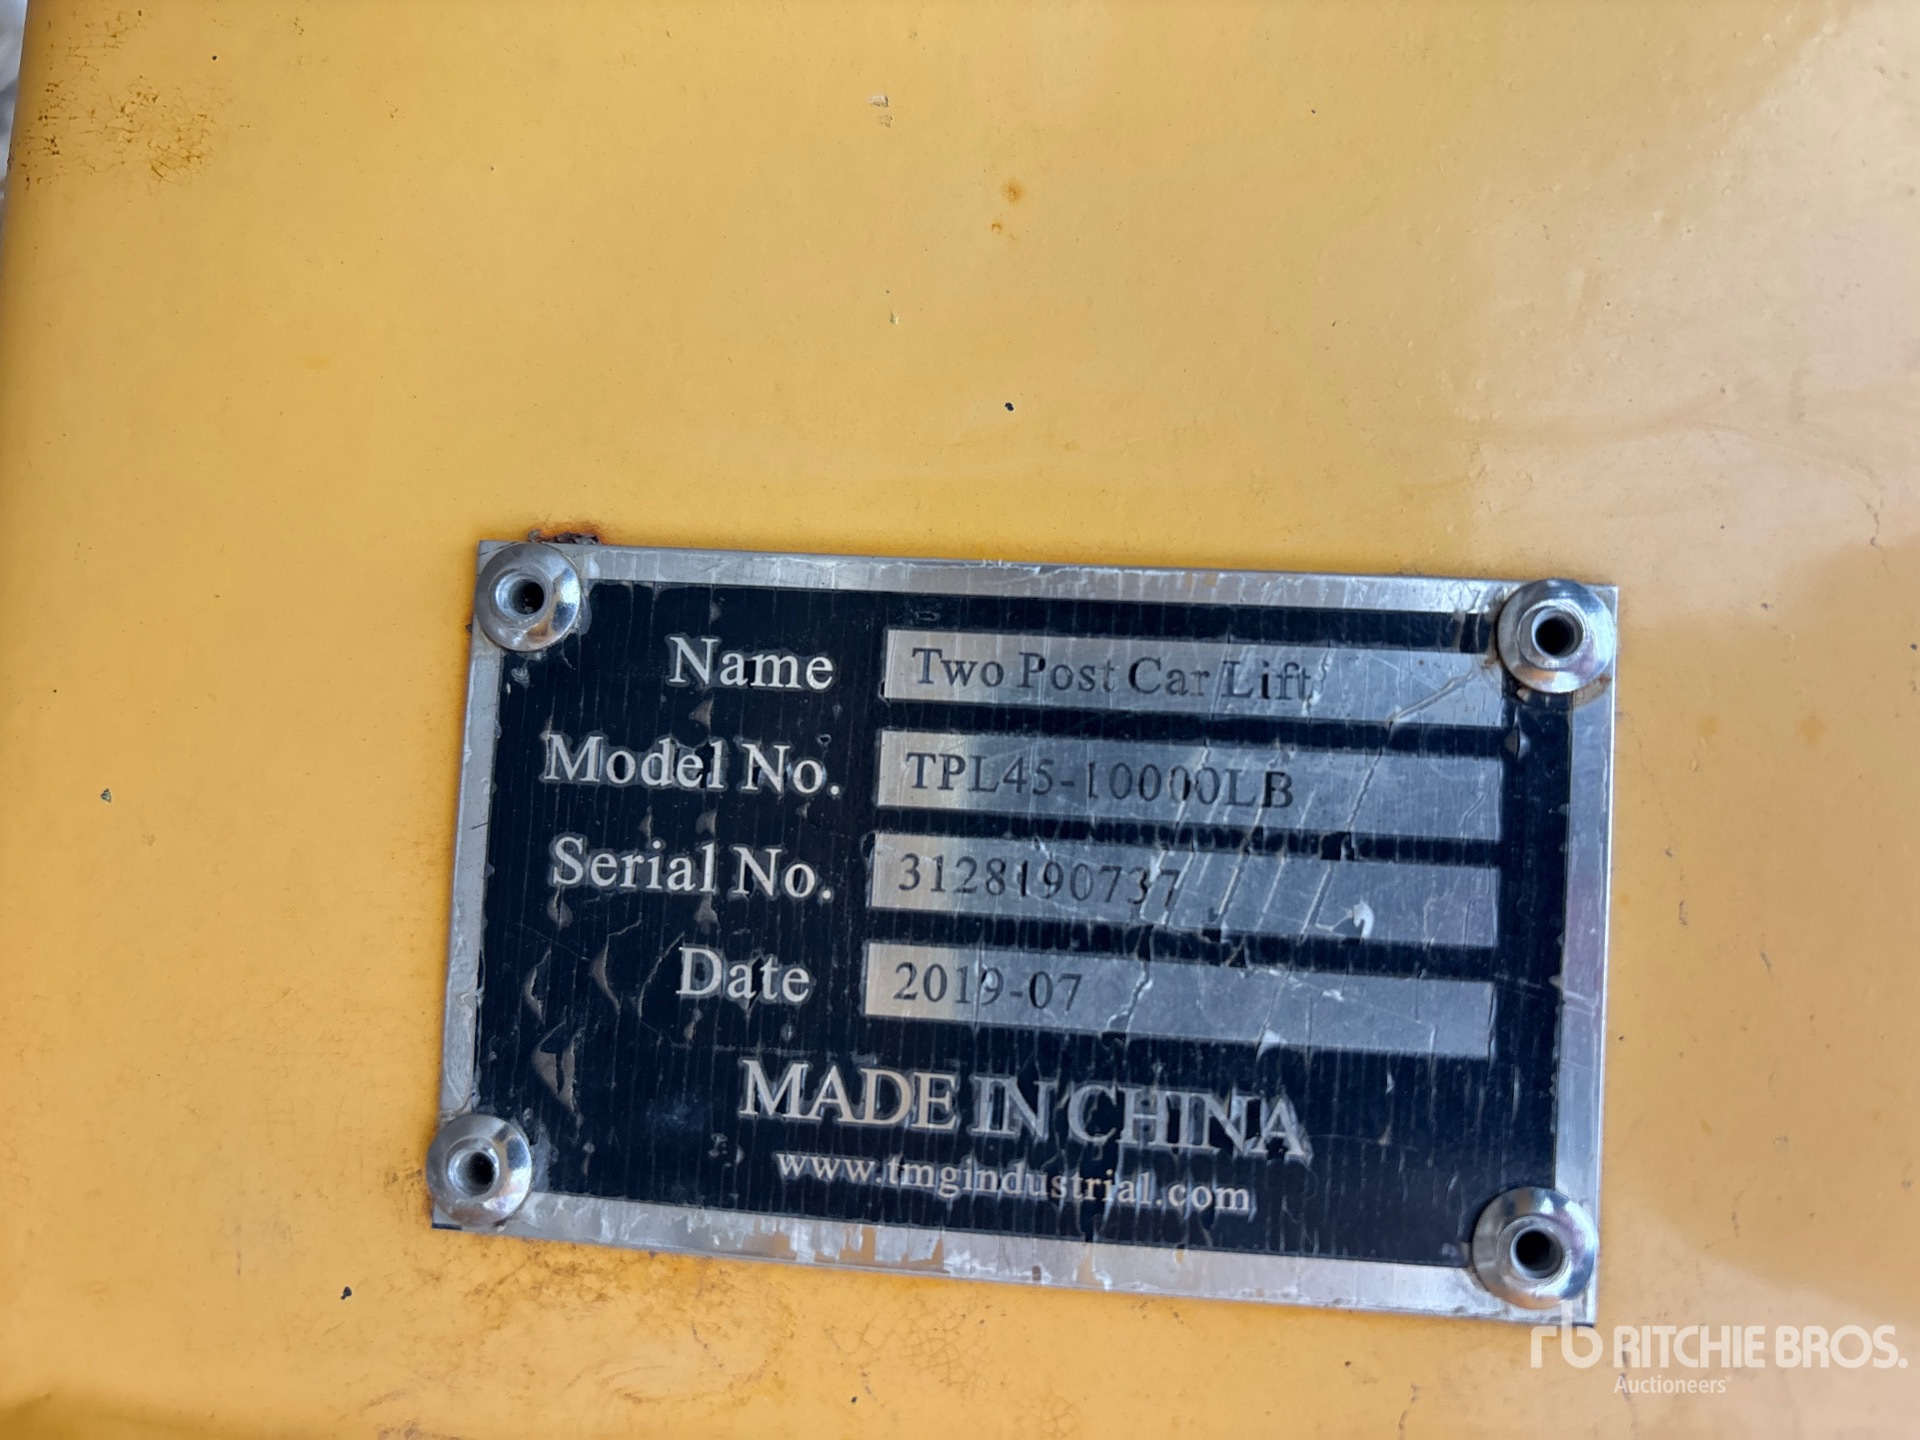 Name Two Post Car Lift
Model No. TPL45-10000LB
Serial No. 3128190737
Date 2019-07
MADE IN CHINA
www.tmgindustrial.com
rb RITCHIE BROS.
Auctioneers